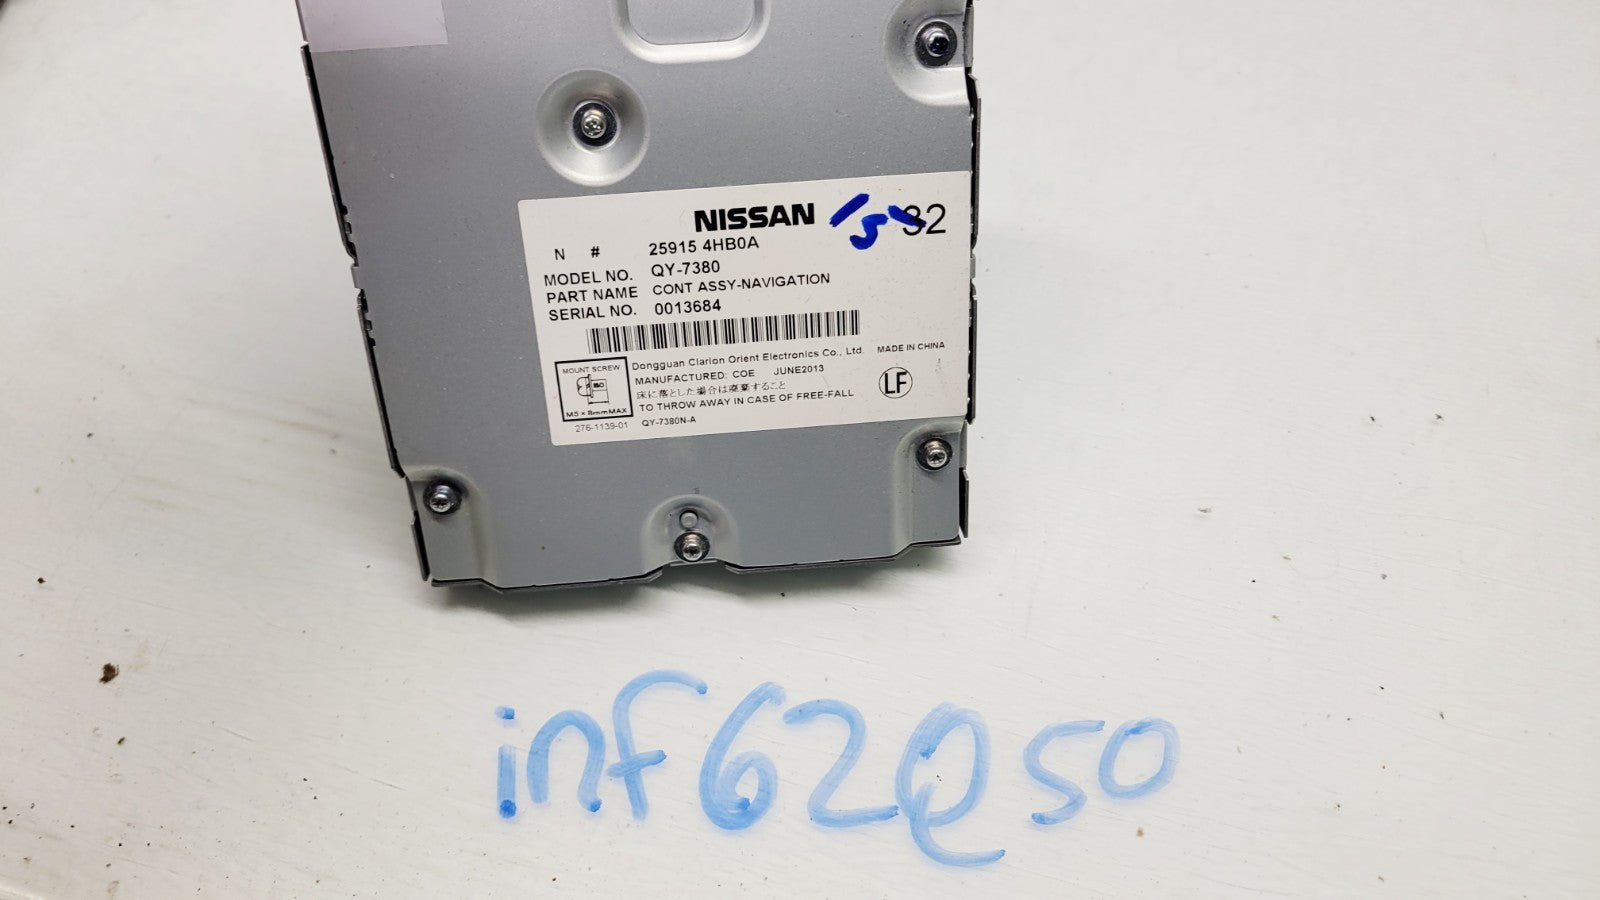 NISSAN 32
N # 25915 4HB0A
MODEL NO. QY-7380
PART NAME CONT ASSY-NAVIGATION
SERIAL NO. 0013684
MOUNT SCREW
M5 × 8mmMAX
Dongguan Clarion Orient Electronics Co., Ltd. MADE IN CHINA
MANUFACTURED: COE JUNE2013
床に落とした場合は廃棄すること
TO THROW AWAY IN CASE OF FREE-FALL
LF
276-1139-01 QY-7380N-A
inf62Q50